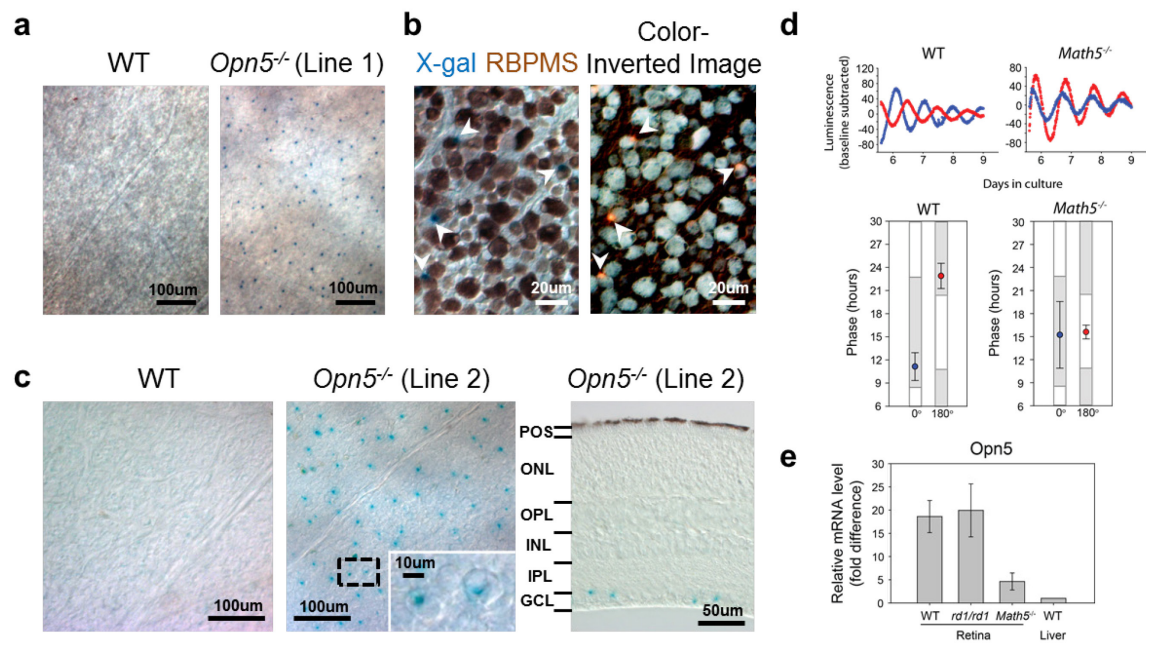 a
WT
Opn5-/- (Line 1)
100um
100um
b
X-gal RBPMS
Color-
Inverted Image
20um
20um
c
WT
Opn5-/- (Line 2)
Opn5-/- (Line 2)
100um
100um
10um
POS
ONL
OPL
INL
IPL
GCL
50um
d
WT
Math5-/-
Luminescence
(baseline subtracted)
120
80
40
0
-40
-80
6 7 8 9
80
40
0
-40
-80
6 7 8 9
Days in culture
WT
Math5-/-
Phase (hours)
30
27
24
21
18
15
12
9
6
0° 180°
Phase (hours)
30
27
24
21
18
15
12
9
6
0° 180°
e
Opn5
Relative mRNA level
(fold difference)
30
25
20
15
10
5
0
WT rd1/rd1 Math5-/- WT
Retina Liver